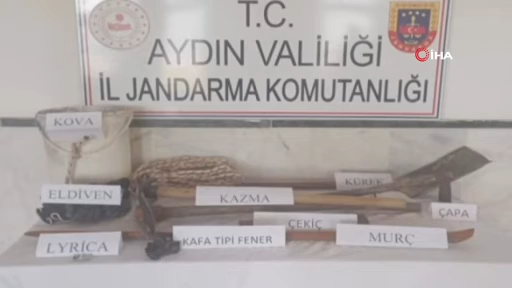 T.C.
AYDIN VALİLİĞİ
İL JANDARMA KOMUTANLIĞI
İHA
KOVA
ELDİVEN
KAZMA
KÜREK
ÇAPA
ÇEKİÇ
LYRİCA
KAFA TİPİ FENER
MURÇ